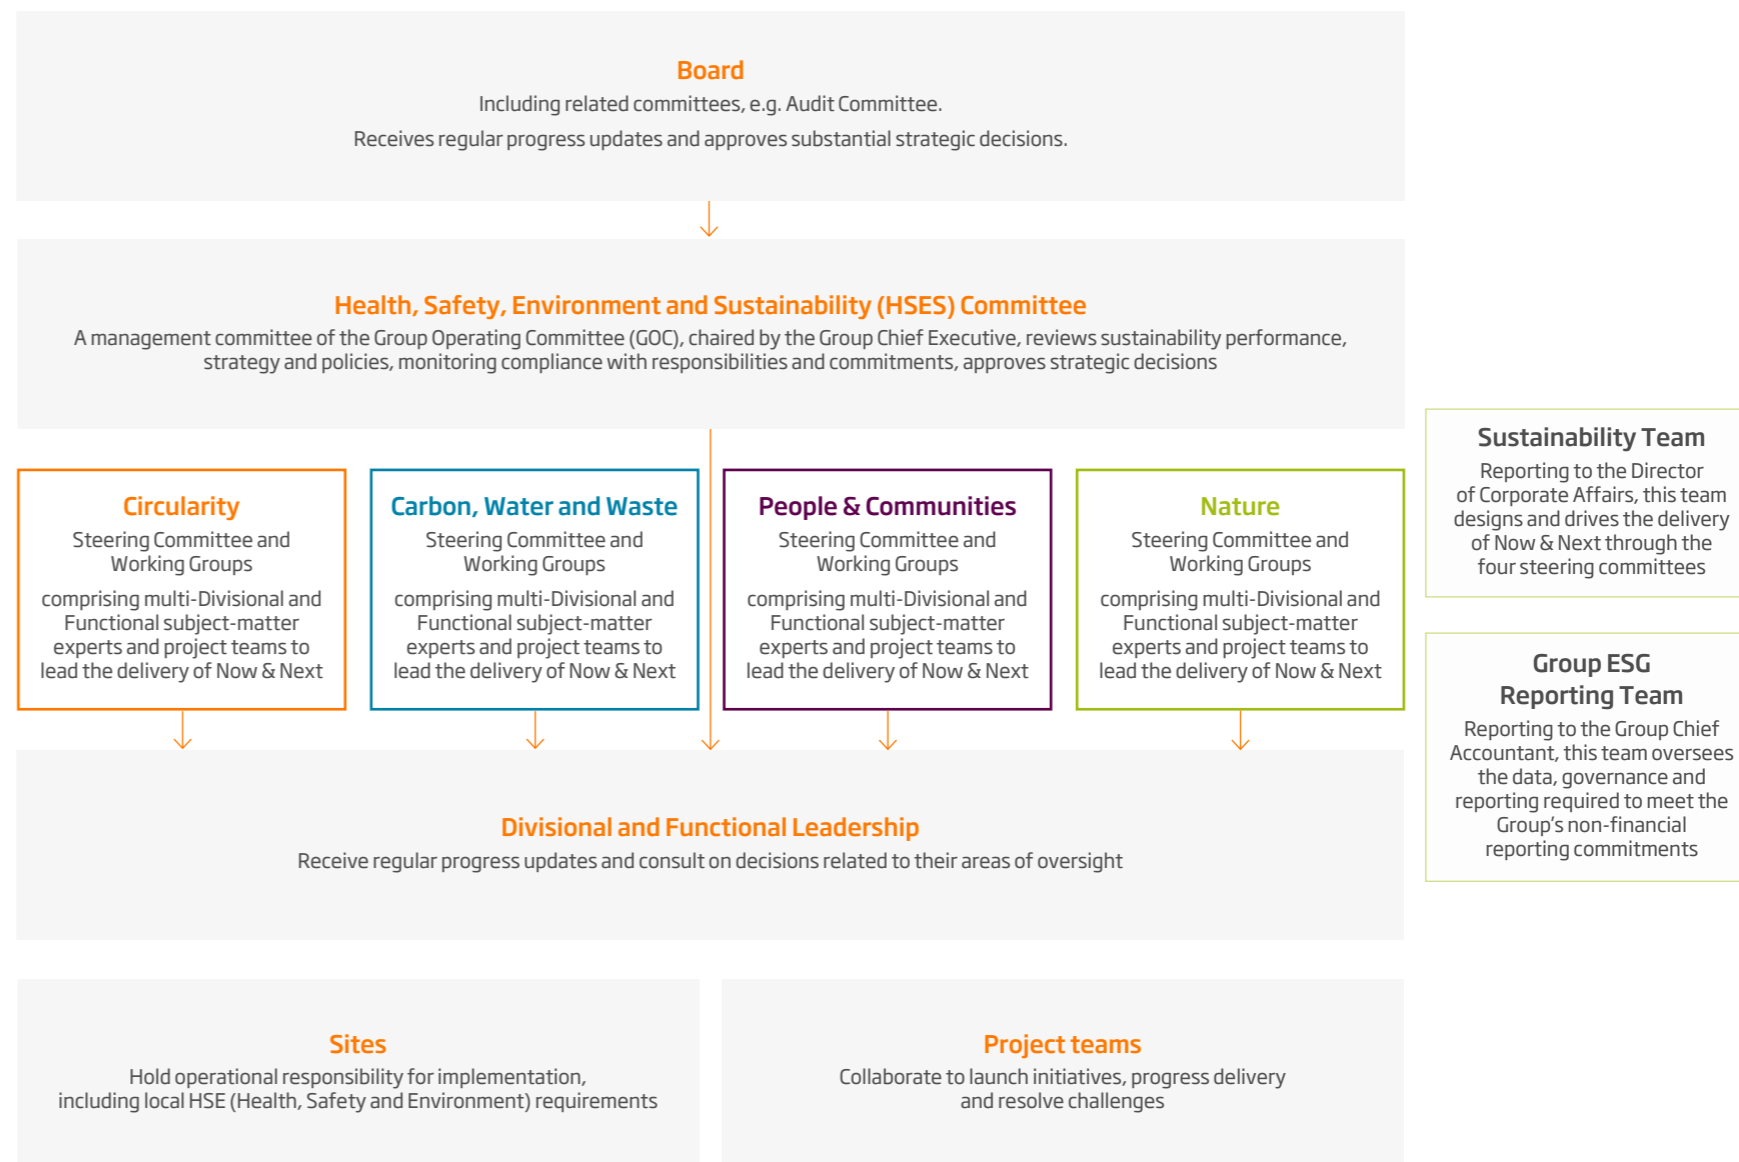 Board
Including related committees, e.g. Audit Committee.
Receives regular progress updates and approves substantial strategic decisions.
Health, Safety, Environment and Sustainability (HSES) Committee
A management committee of the Group Operating Committee (GOC), chaired by the Group Chief Executive, reviews sustainability performance,
strategy and policies, monitoring compliance with responsibilities and commitments, approves strategic decisions
Circularity
Steering Committee and
Working Groups
comprising multi-Divisional and
Functional subject-matter
experts and project teams to
lead the delivery of Now & Next
Carbon, Water and Waste
Steering Committee and
Working Groups
comprising multi-Divisional and
Functional subject-matter
experts and project teams to
lead the delivery of Now & Next
People & Communities
Steering Committee and
Working Groups
comprising multi-Divisional and
Functional subject-matter
experts and project teams to
lead the delivery of Now & Next
Nature
Steering Committee and
Working Groups
comprising multi-Divisional and
Functional subject-matter
experts and project teams to
lead the delivery of Now & Next
Sustainability Team
Reporting to the Director
of Corporate Affairs, this team
designs and drives the delivery
of Now & Next through the
four steering committees
Group ESG
Reporting Team
Reporting to the Group Chief
Accountant, this team oversees
the data, governance and
reporting required to meet the
Group's non-financial
reporting commitments
Divisional and Functional Leadership
Receive regular progress updates and consult on decisions related to their areas of oversight
Sites
Hold operational responsibility for implementation,
including local HSE (Health, Safety and Environment) requirements
Project teams
Collaborate to launch initiatives, progress delivery
and resolve challenges